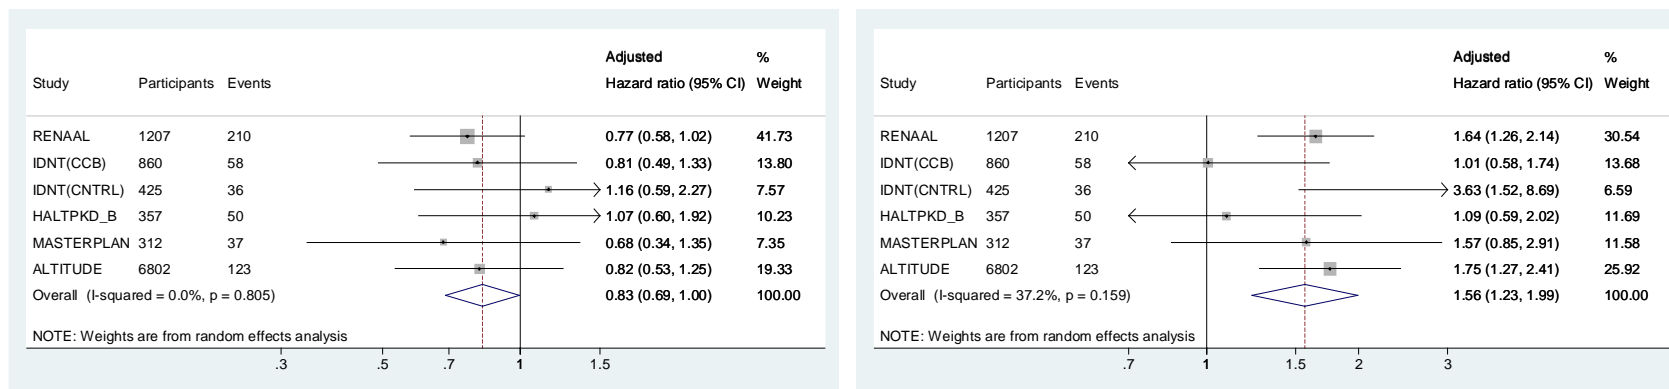 Adjusted %
Study Participants Events Hazard ratio (95% CI) Weight
RENAAL 1207 210 0.77 (0.58, 1.02) 41.73
IDNT(CCB) 860 58 0.81 (0.49, 1.33) 13.80
IDNT(CNTRL) 425 36 1.16 (0.59, 2.27) 7.57
HALTPKD_B 357 50 1.07 (0.60, 1.92) 10.23
MASTERPLAN 312 37 0.68 (0.34, 1.35) 7.35
ALTITUDE 6802 123 0.82 (0.53, 1.25) 19.33
Overall (I-squared = 0.0%, p = 0.805) 0.83 (0.69, 1.00) 100.00
NOTE: Weights are from random effects analysis
.3 .5 .7 1 1.5
Adjusted %
Study Participants Events Hazard ratio (95% CI) Weight
RENAAL 1207 210 1.64 (1.26, 2.14) 30.54
IDNT(CCB) 860 58 1.01 (0.58, 1.74) 13.68
IDNT(CNTRL) 425 36 3.63 (1.52, 8.69) 6.59
HALTPKD_B 357 50 1.09 (0.59, 2.02) 11.69
MASTERPLAN 312 37 1.57 (0.85, 2.91) 11.58
ALTITUDE 6802 123 1.75 (1.27, 2.41) 25.92
Overall (I-squared = 37.2%, p = 0.159) 1.56 (1.23, 1.99) 100.00
NOTE: Weights are from random effects analysis
.7 1 1.5 2 3